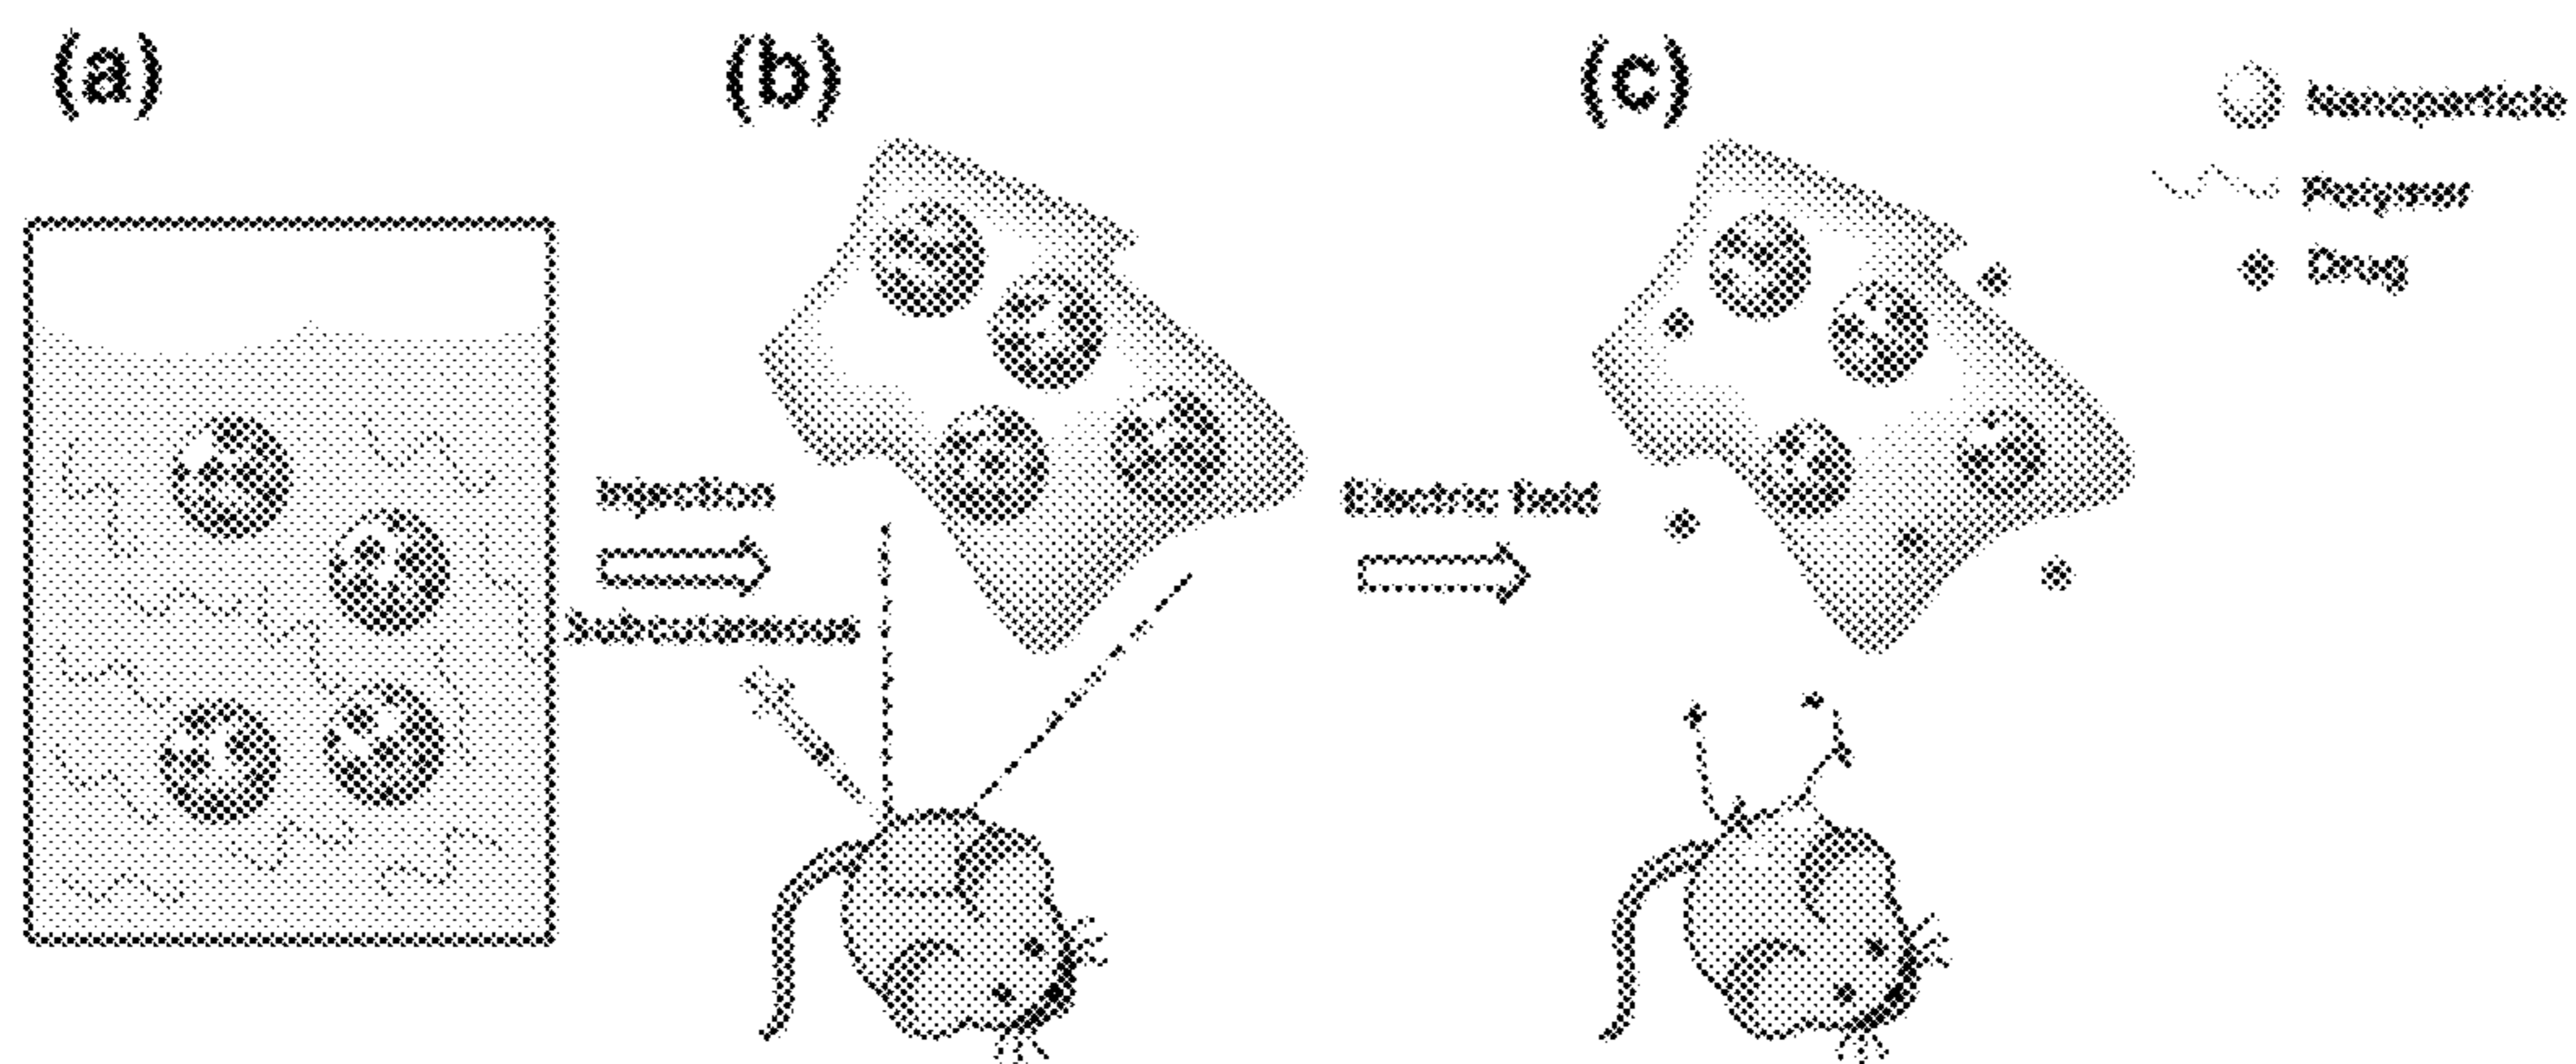 (a)
(b)
(c)
Nanoparticle
Polymer
Drug
Injection
Subcutaneous
Electric field